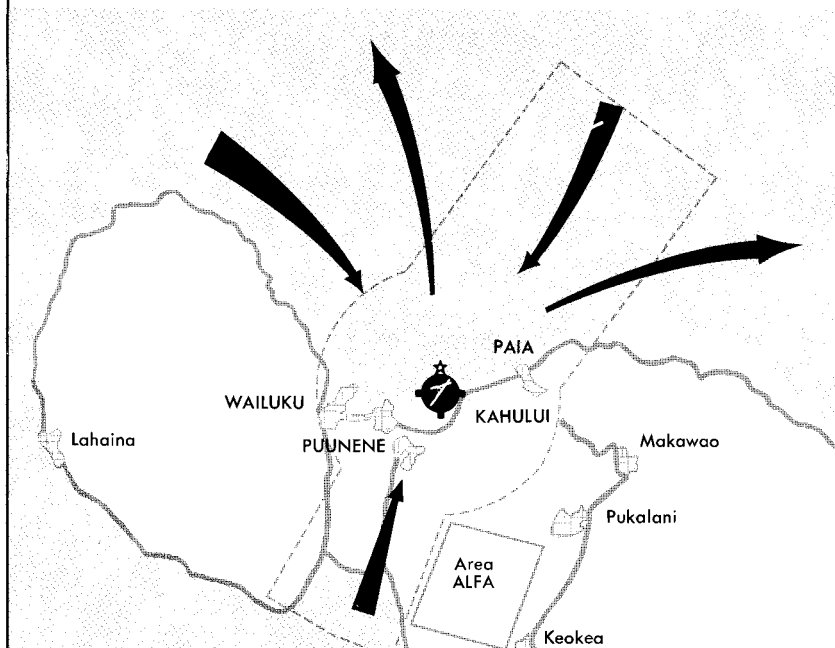 PAIA
WAILUKU
KAHULUI
Lahaina
PUUNENE
Makawao
Pukalani
Area
ALFA
Keokea